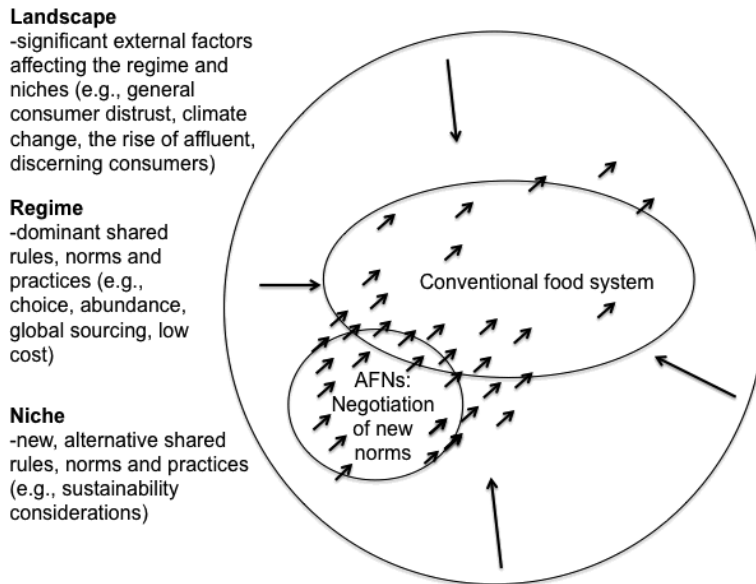 Landscape
-significant external factors
affecting the regime and
niches (e.g., general
consumer distrust, climate
change, the rise of affluent,
discerning consumers)
Regime
-dominant shared
rules, norms and
practices (e.g.,
choice, abundance,
global sourcing, low
cost)
Niche
-new, alternative shared
rules, norms and practices
(e.g., sustainability
considerations)
Conventional food system
AFNs:
Negotiation
of new
norms